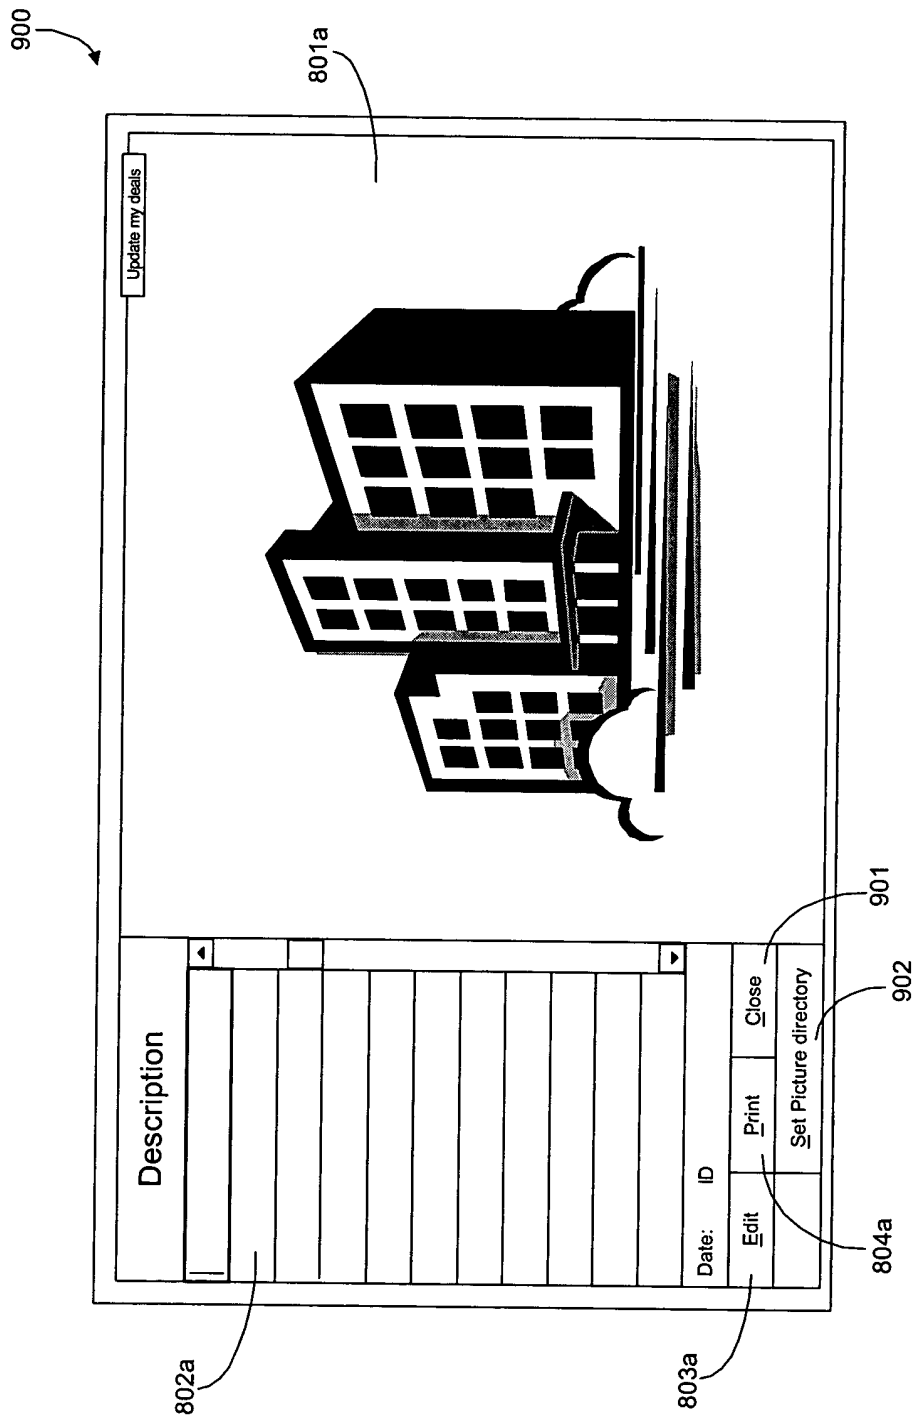 900
Update my deals
801a
Description
802a
Date: ID
Edit Print Close
Set Picture directory
803a
804a
901
902